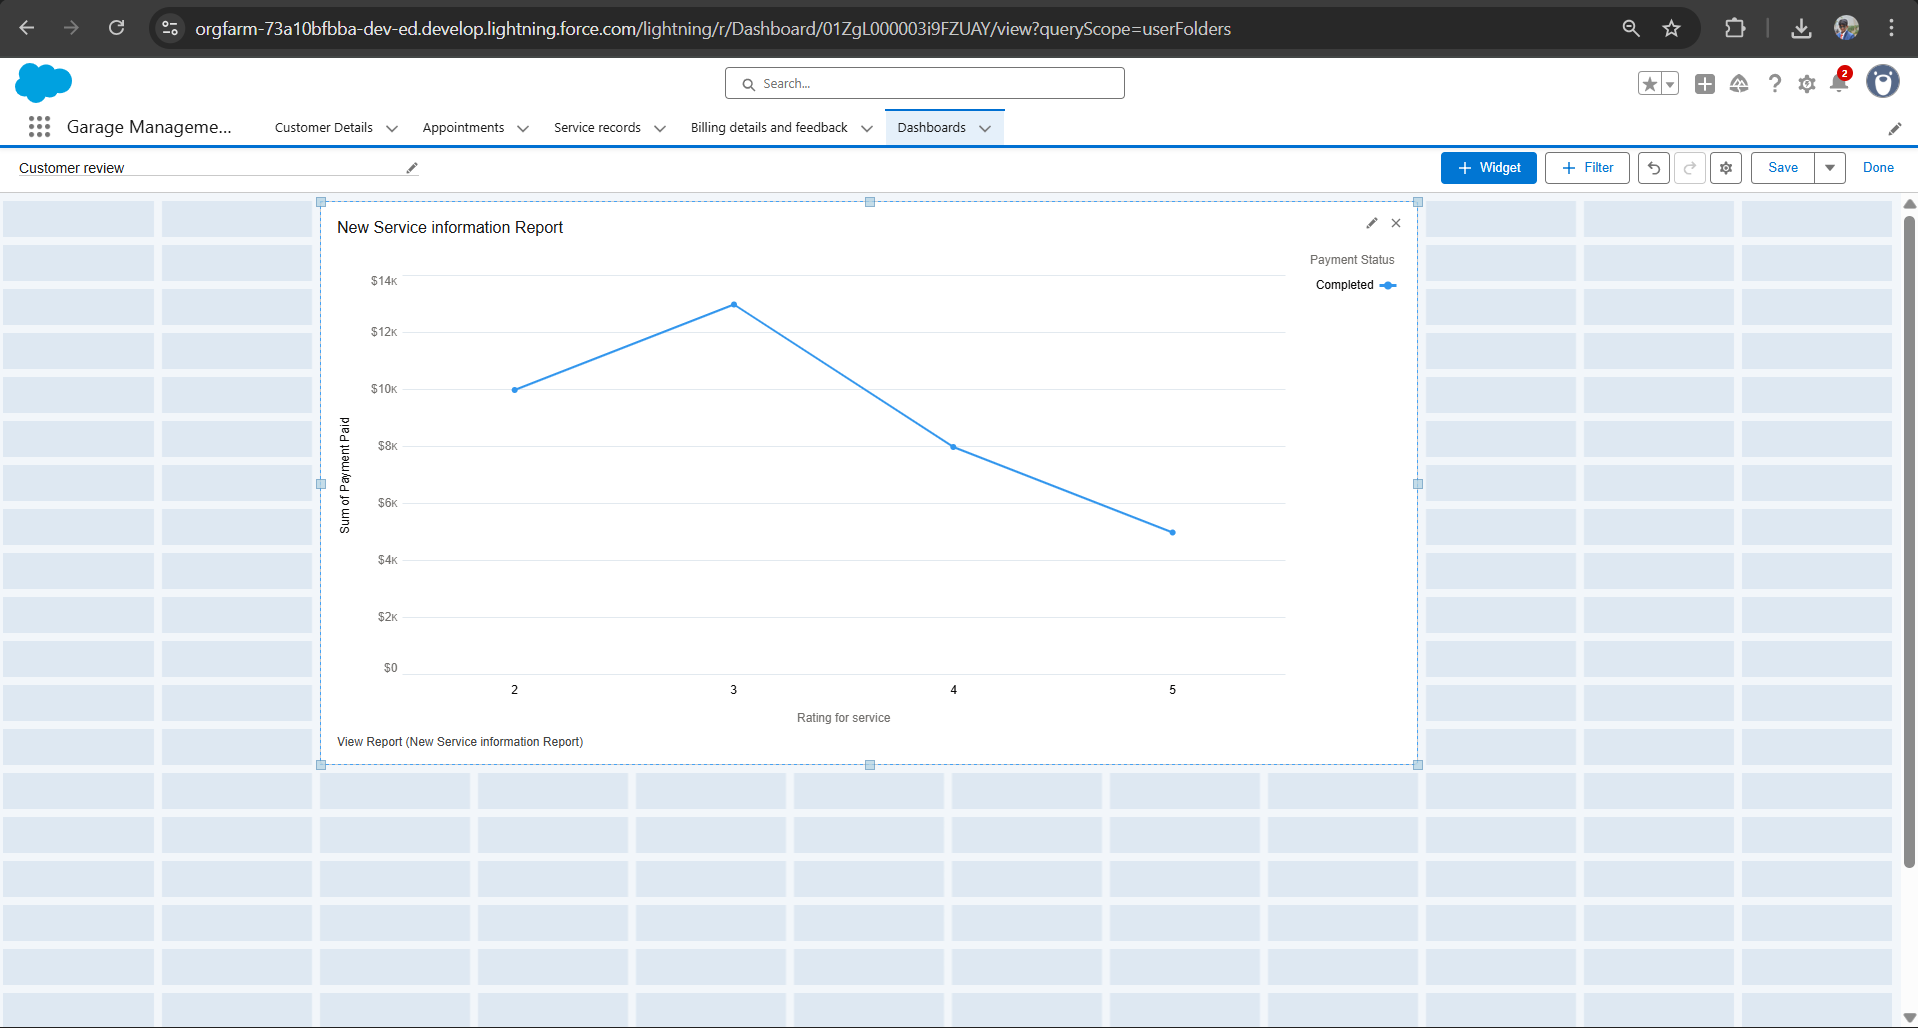 orgfarm-73a10bfbba-dev-ed.develop.lightning.force.com/lightning/r/Dashboard/01ZgL000003i9FZUAY/view?queryScope=userFolders
Search...
2
Garage Manageme...
Customer Details
Appointments
Service records
Billing details and feedback
Dashboards
Customer review
+ Widget
+ Filter
Save
Done
New Service information Report
Payment Status
Completed
Sum of Payment Paid
$14K
$12K
$10K
$8K
$6K
$4K
$2K
$0
2 3 4 5
Rating for service
View Report (New Service information Report)